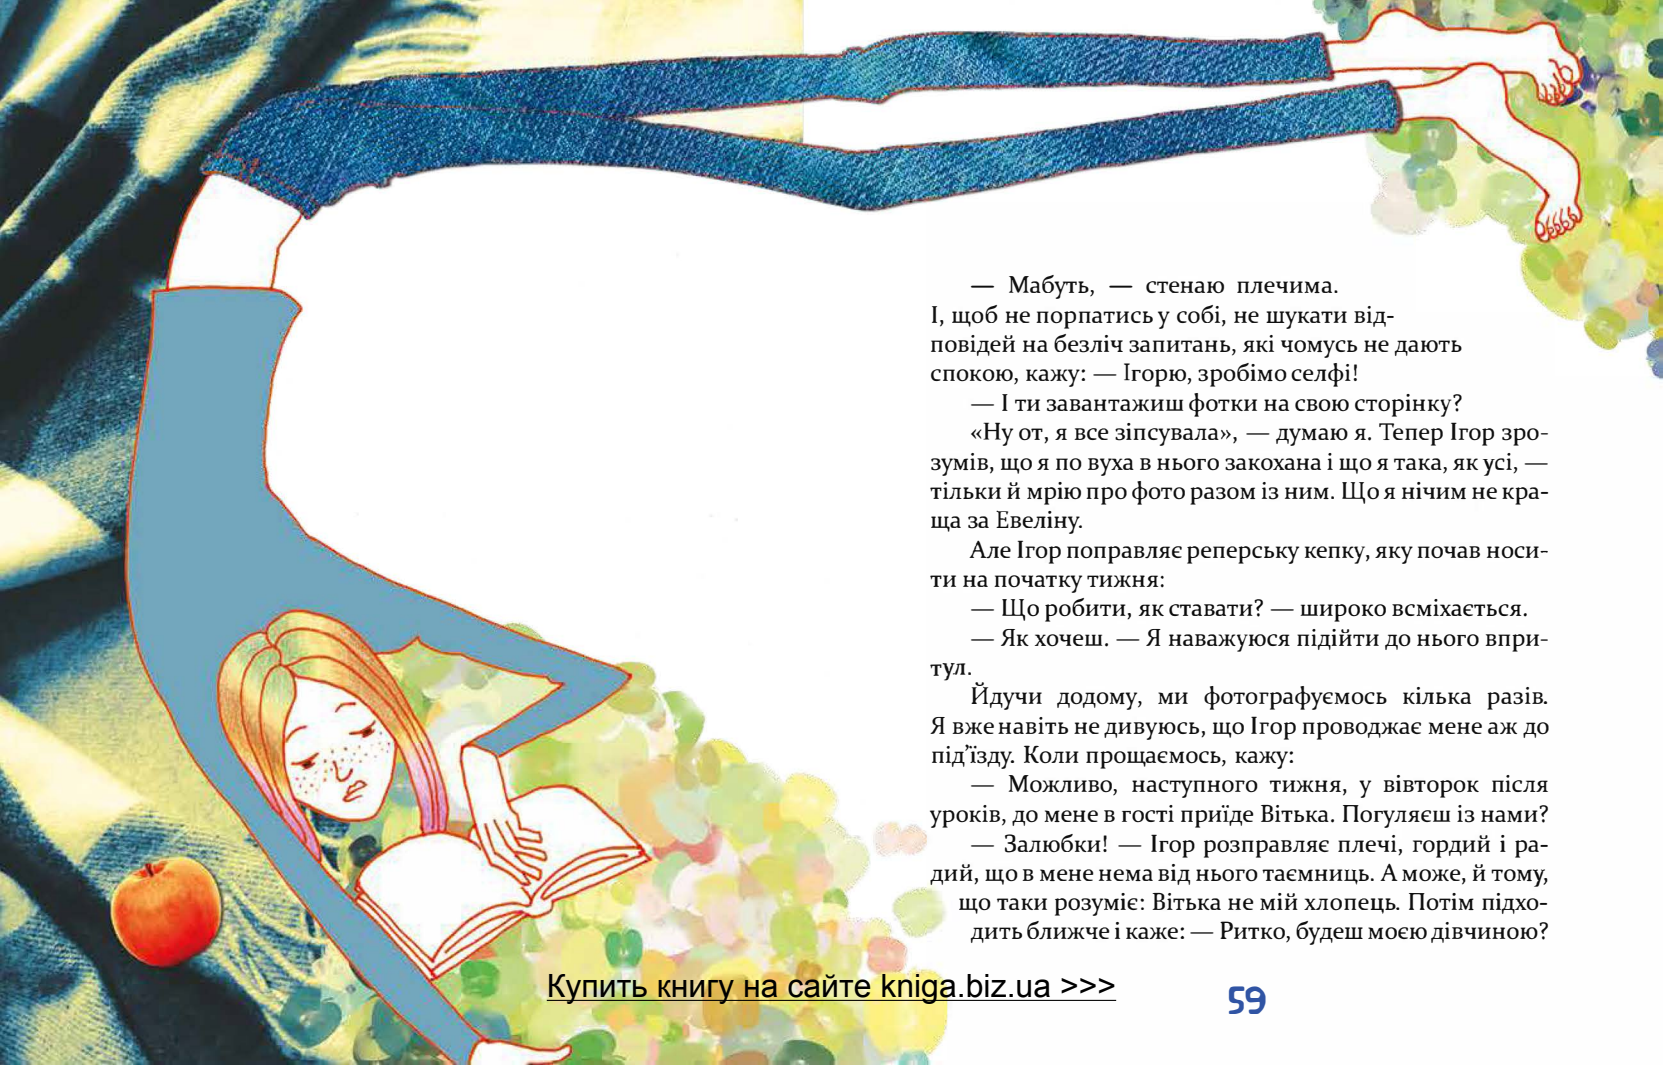 — Мабуть, — стенаю плечима.
І, щоб не порпатись у собі, не шукати від-
повідей на безліч запитань, які чомусь не дають
спокою, кажу: — Ігорю, зробімо селфі!
— І ти завантажиш фотки на свою сторінку?
«Ну от, я все зіпсувала», — думаю я. Тепер Ігор зро-
зумів, що я по вуха в нього закохана і що я така, як усі, —
тільки й мрію про фото разом із ним. Що я нічим не кра-
ща за Евеліну.
Але Ігор поправляє реперську кепку, яку почав носи-
ти на початку тижня:
— Що робити, як ставати? — широко всміхається.
— Як хочеш. — Я наважуюся підійти до нього впри-
тул.
Йдучи додому, ми фотографуємось кілька разів.
Я вже навіть не дивуюсь, що Ігор проводжає мене аж до
під’їзду. Коли прощаємось, кажу:
— Можливо, наступного тижня, у вівторок після
уроків, до мене в гості приїде Вітька. Погуляєш із нами?
— Залюбки! — Ігор розправляє плечі, гордий і ра-
дий, що в мене нема від нього таємниць. А може, й тому,
що таки розуміє: Вітька не мій хлопець. Потім підхо-
дить ближче і каже: — Ритко, будеш моєю дівчиною?
Купить книгу на сайте kniga.biz.ua >>>
59